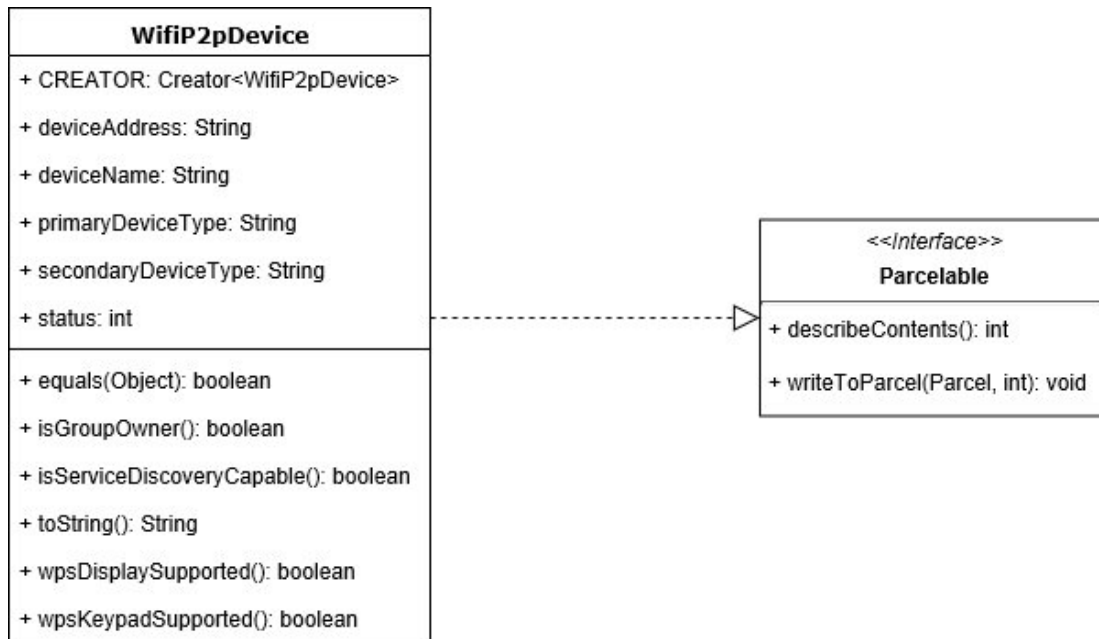 WifiP2pDevice
+ CREATOR: Creator<WifiP2pDevice>
+ deviceAddress: String
+ deviceName: String
+ primaryDeviceType: String
+ secondaryDeviceType: String
+ status: int
+ equals(Object): boolean
+ isGroupOwner(): boolean
+ isServiceDiscoveryCapable(): boolean
+ toString(): String
+ wpsDisplaySupported(): boolean
+ wpsKeypadSupported(): boolean
<<Interface>>
Parcelable
+ describeContents(): int
+ writeToParcel(Parcel, int): void